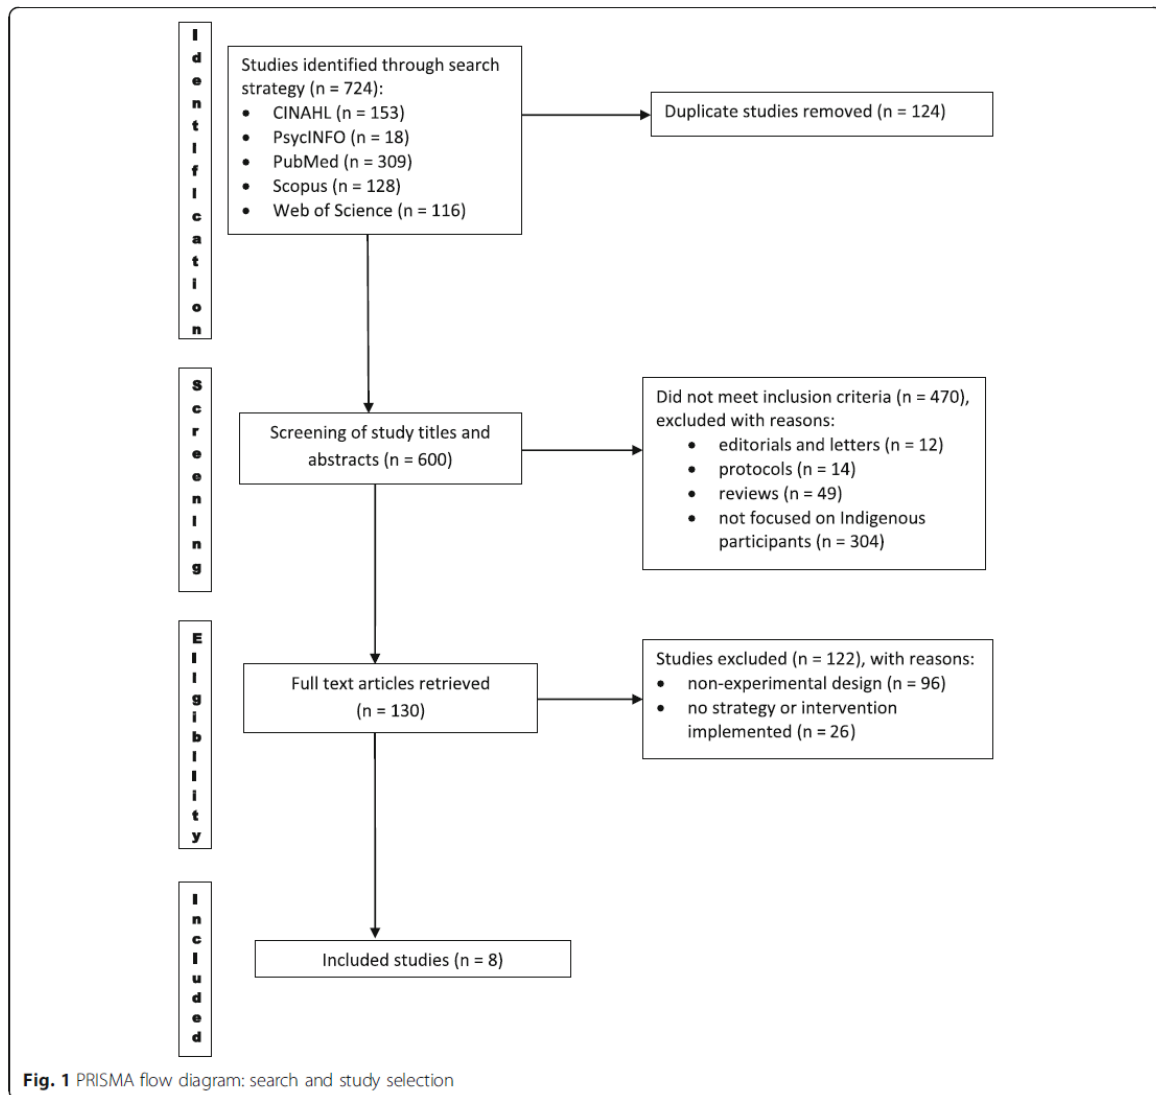 Identification
Studies identified through search
strategy (n = 724):
• CINAHL (n = 153)
• PsycINFO (n = 18)
• PubMed (n = 309)
• Scopus (n = 128)
• Web of Science (n = 116)
Duplicate studies removed (n = 124)
Screening
Screening of study titles and
abstracts (n = 600)
Did not meet inclusion criteria (n = 470),
excluded with reasons:
• editorials and letters (n = 12)
• protocols (n = 14)
• reviews (n = 49)
• not focused on Indigenous
participants (n = 304)
Eligibility
Full text articles retrieved
(n = 130)
Studies excluded (n = 122), with reasons:
• non-experimental design (n = 96)
• no strategy or intervention
implemented (n = 26)
Included
Included studies (n = 8)
Fig. 1 PRISMA flow diagram: search and study selection